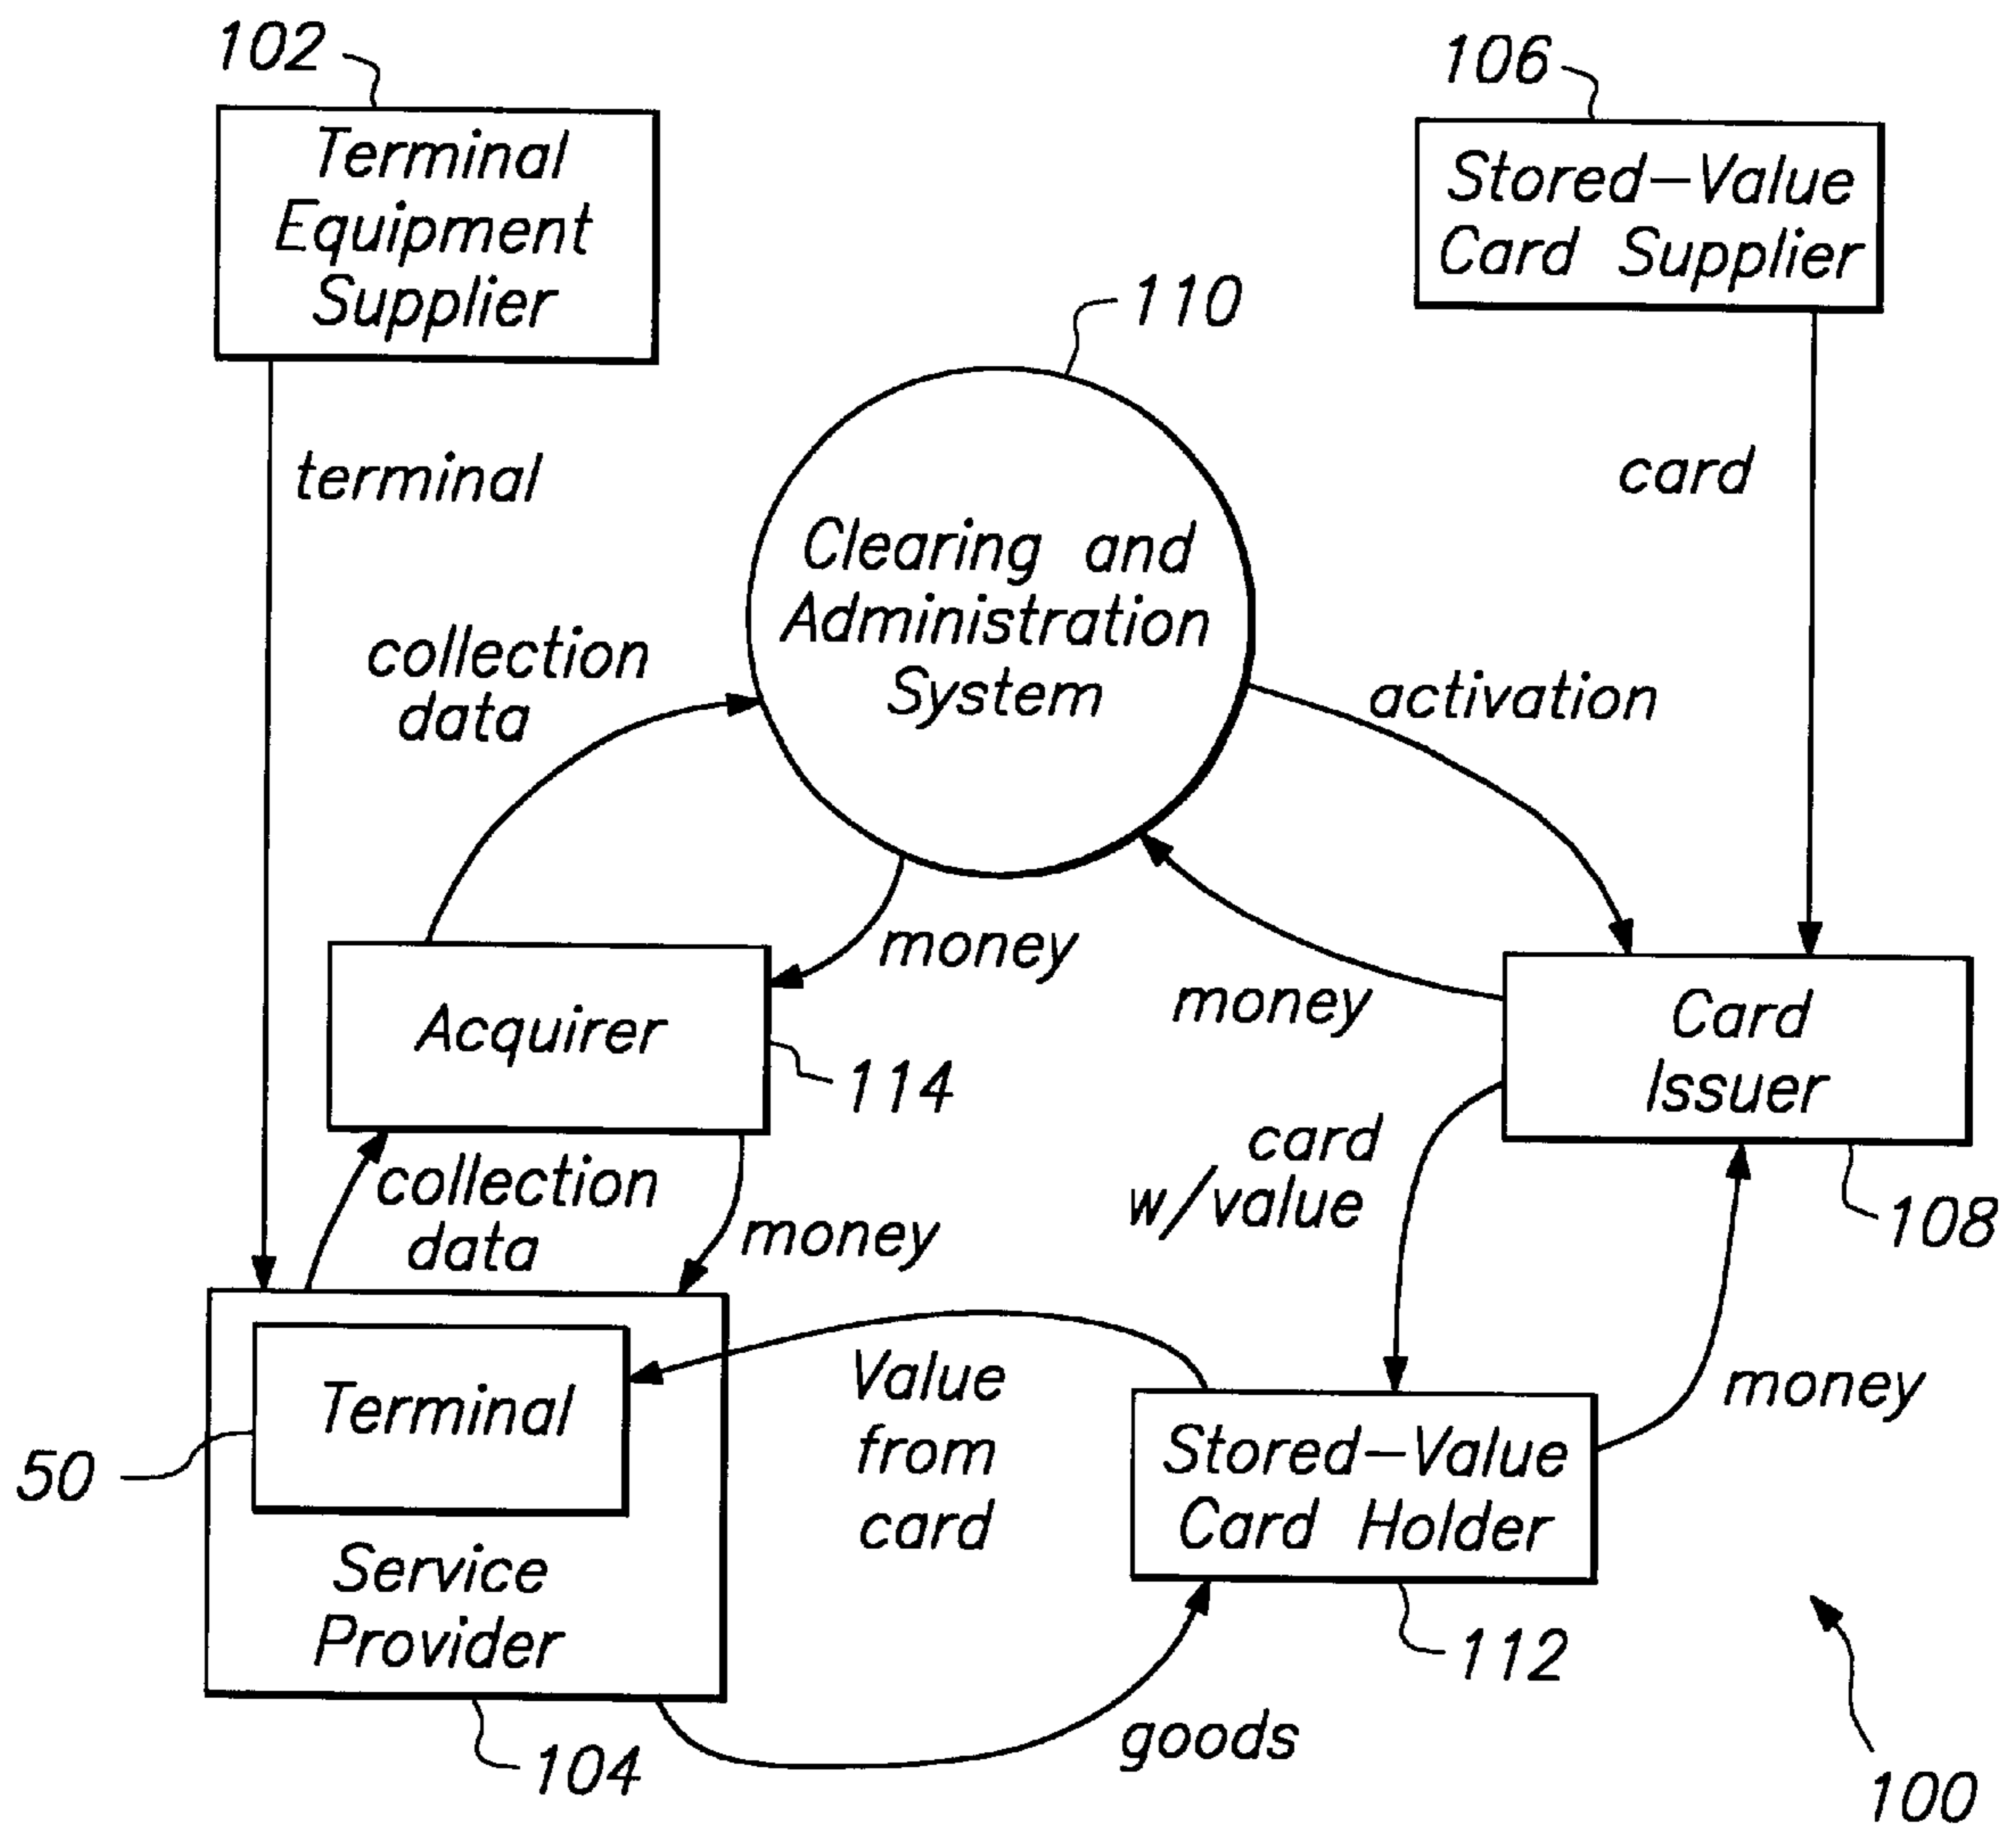 102
Terminal
Equipment
Supplier
106
Stored-Value
Card Supplier
110
terminal
card
Clearing and
Administration
System
collection
data
activation
money
money
Acquirer
114
Card
Issuer
108
collection
data
money
card
w/value
money
Terminal
50
Service
Provider
104
Value
from
card
Stored-Value
Card Holder
112
goods
100